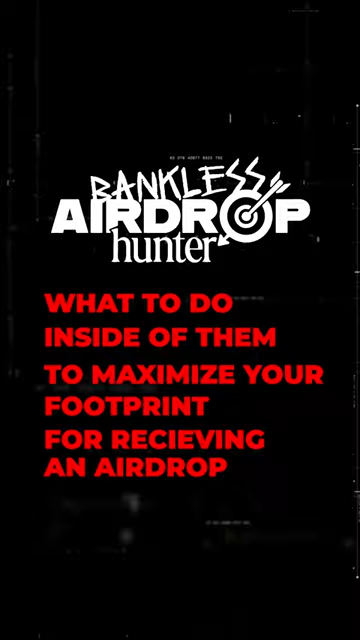 BANKLESS
AIRDROP
hunter
WHAT TO DO
INSIDE OF THEM
TO MAXIMIZE YOUR
FOOTPRINT
FOR RECIEVING
AN AIRDROP